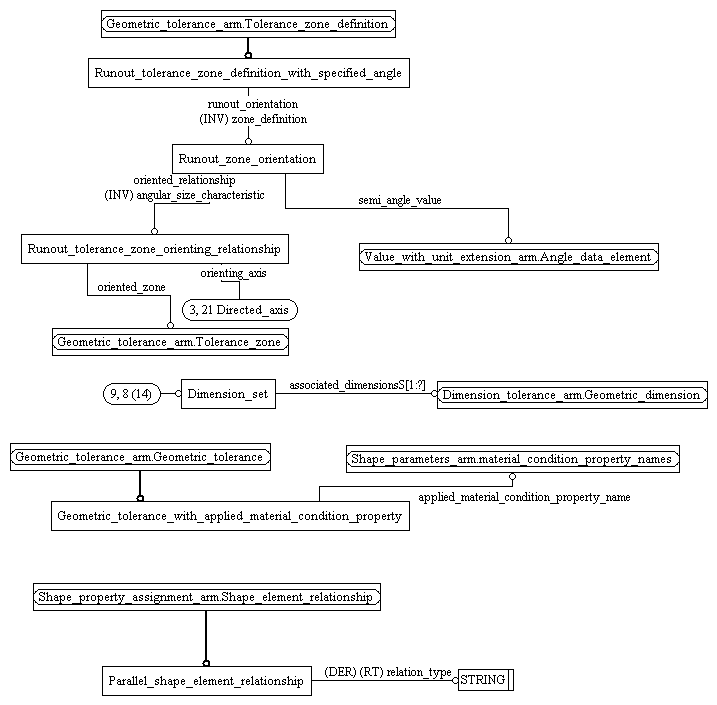 Geometric_tolerance_arm.Tolerance_zone_definition
Runout_tolerance_zone_definition_with_specified_angle
runout_orientation
(INV) zone_definition
Runout_zone_orientation
oriented_relationship
(INV) angular_size_characteristic
semi_angle_value
Runout_tolerance_zone_orienting_relationship
Value_with_unit_extension_arm.Angle_data_element
orienting_axis
oriented_zone
3, 21 Directed_axis
Geometric_tolerance_arm.Tolerance_zone
9, 8 (14)
Dimension_set
associated_dimensionsS[1:?]
Dimension_tolerance_arm.Geometric_dimension
Geometric_tolerance_arm.Geometric_tolerance
Shape_parameters_arm.material_condition_property_names
applied_material_condition_property_name
Geometric_tolerance_with_applied_material_condition_property
Shape_property_assignment_arm.Shape_element_relationship
Parallel_shape_element_relationship
(DER) (RT) relation_type
STRING